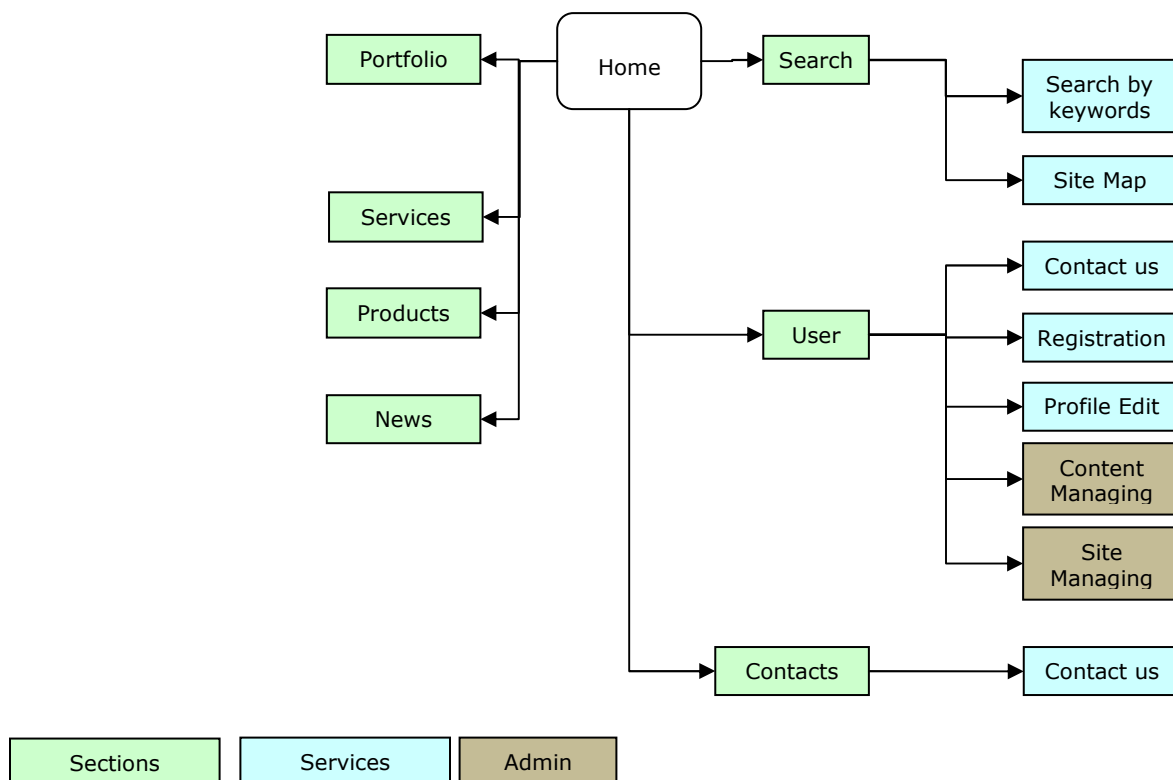 Portfolio
Home
Search
Search by
keywords
Site Map
Services
Contact us
Products
User
Registration
News
Profile Edit
Content
Managing
Site
Managing
Contacts
Contact us
Sections
Services
Admin